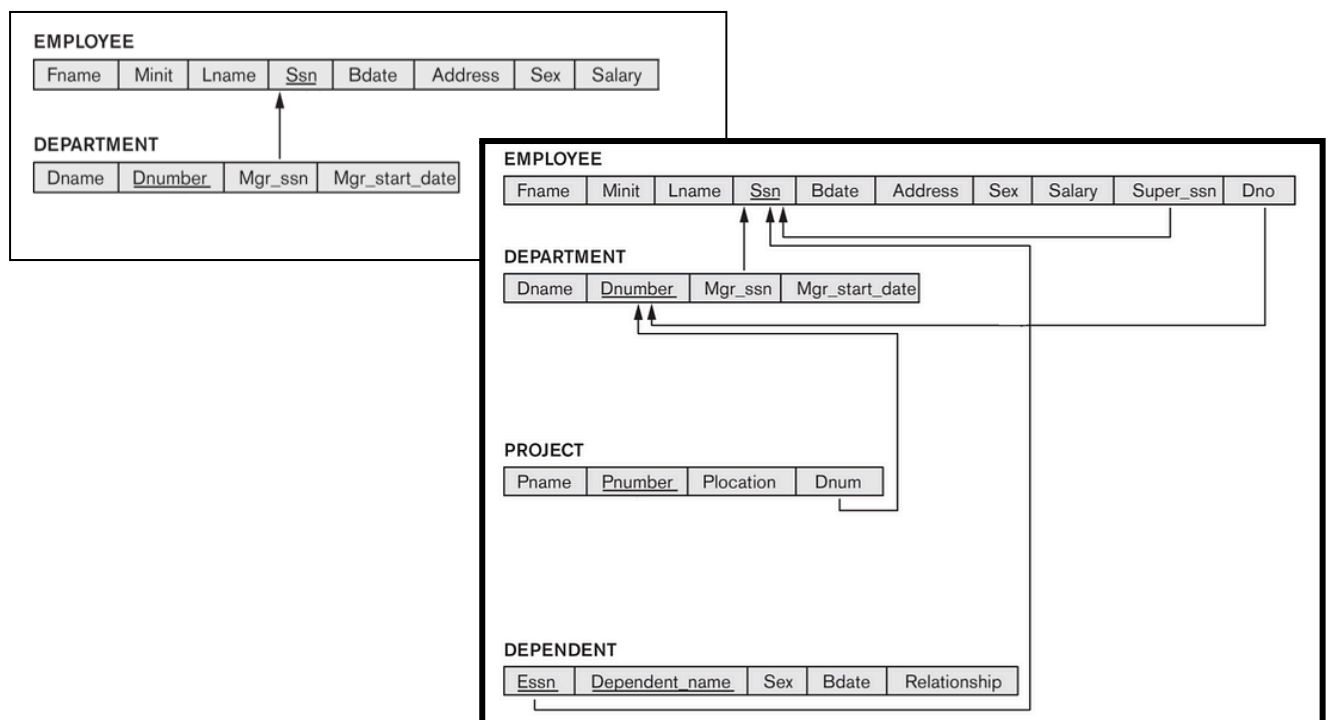 EMPLOYEE
Fname Minit Lname Ssn Bdate Address Sex Salary
DEPARTMENT
Dname Dnumber Mgr_ssn Mgr_start_date
EMPLOYEE
Fname Minit Lname Ssn Bdate Address Sex Salary Super_ssn Dno
DEPARTMENT
Dname Dnumber Mgr_ssn Mgr_start_date
PROJECT
Pname Pnumber Plocation Dnum
DEPENDENT
Essn Dependent_name Sex Bdate Relationship